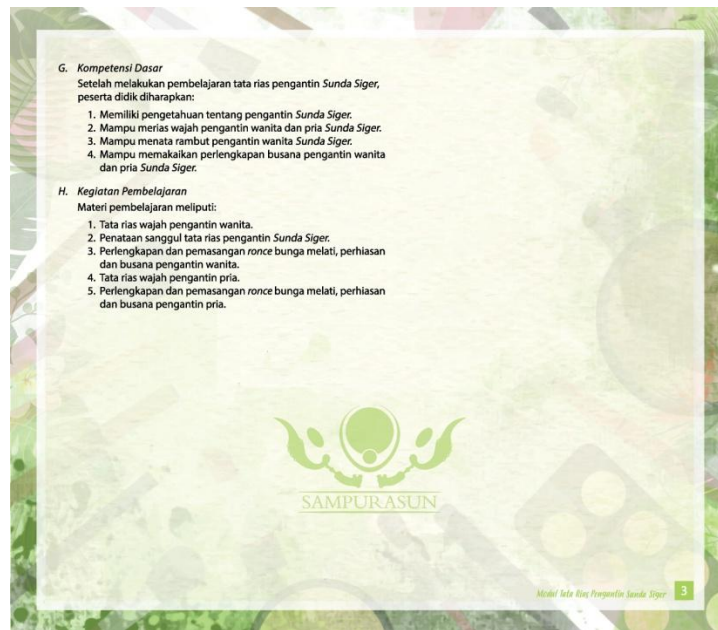 G. Kompetensi Dasar
Setelah melakukan pembelajaran tata rias pengantin Sunda Siger,
peserta didik diharapkan:
1. Memiliki pengetahuan tentang pengantin Sunda Siger.
2. Mampu merias wajah pengantin wanita dan pria Sunda Siger.
3. Mampu menata rambut pengantin wanita Sunda Siger.
4. Mampu memakaikan perlengkapan busana pengantin wanita
dan pria Sunda Siger.
H. Kegiatan Pembelajaran
Materi pembelajaran meliputi:
1. Tata rias wajah pengantin wanita.
2. Penataan sanggul tata rias pengantin Sunda Siger.
3. Perlengkapan dan pemasangan ronce bunga melati, perhiasan
dan busana pengantin wanita.
4. Tata rias wajah pengantin pria.
5. Perlengkapan dan pemasangan ronce bunga melati, perhiasan
dan busana pengantin pria.
SAMPURASUN
Modul Tata Rias Pengantin Sunda Siger 3